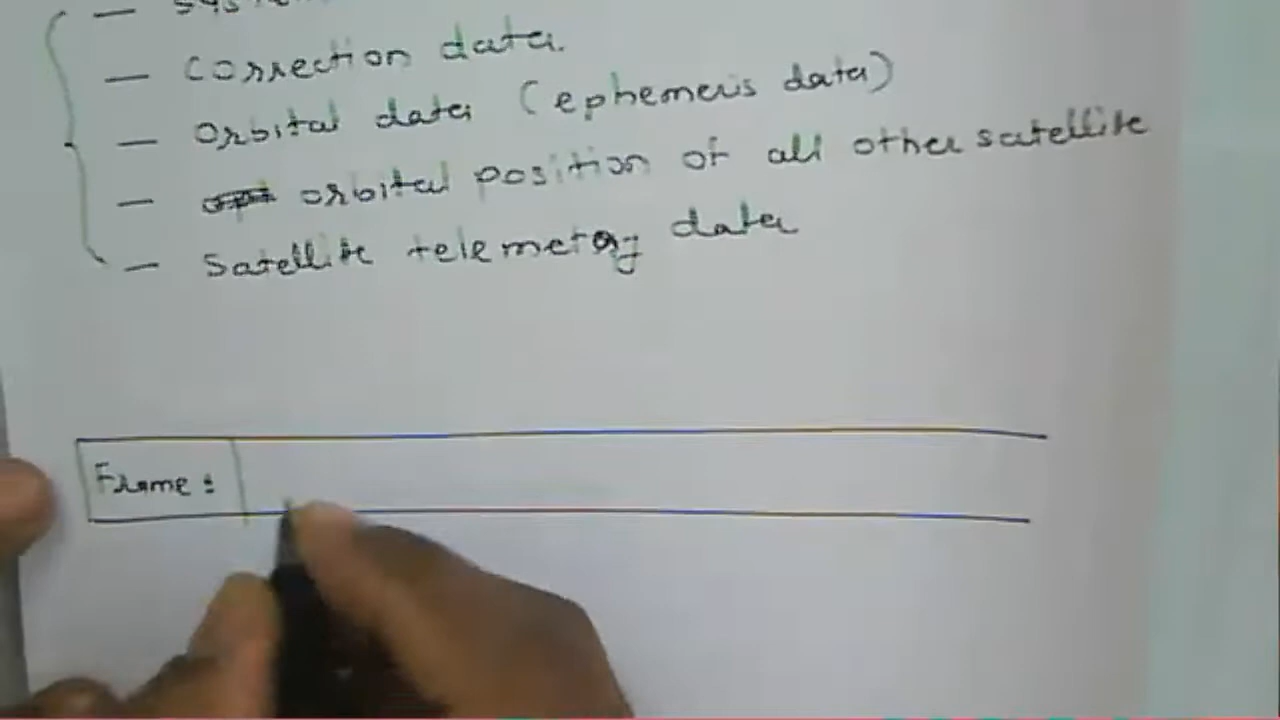 — Correction data.
— Orbital data (ephemeris data)
— orbital position of all other satellite
— Satellite telemetry data
Frame :